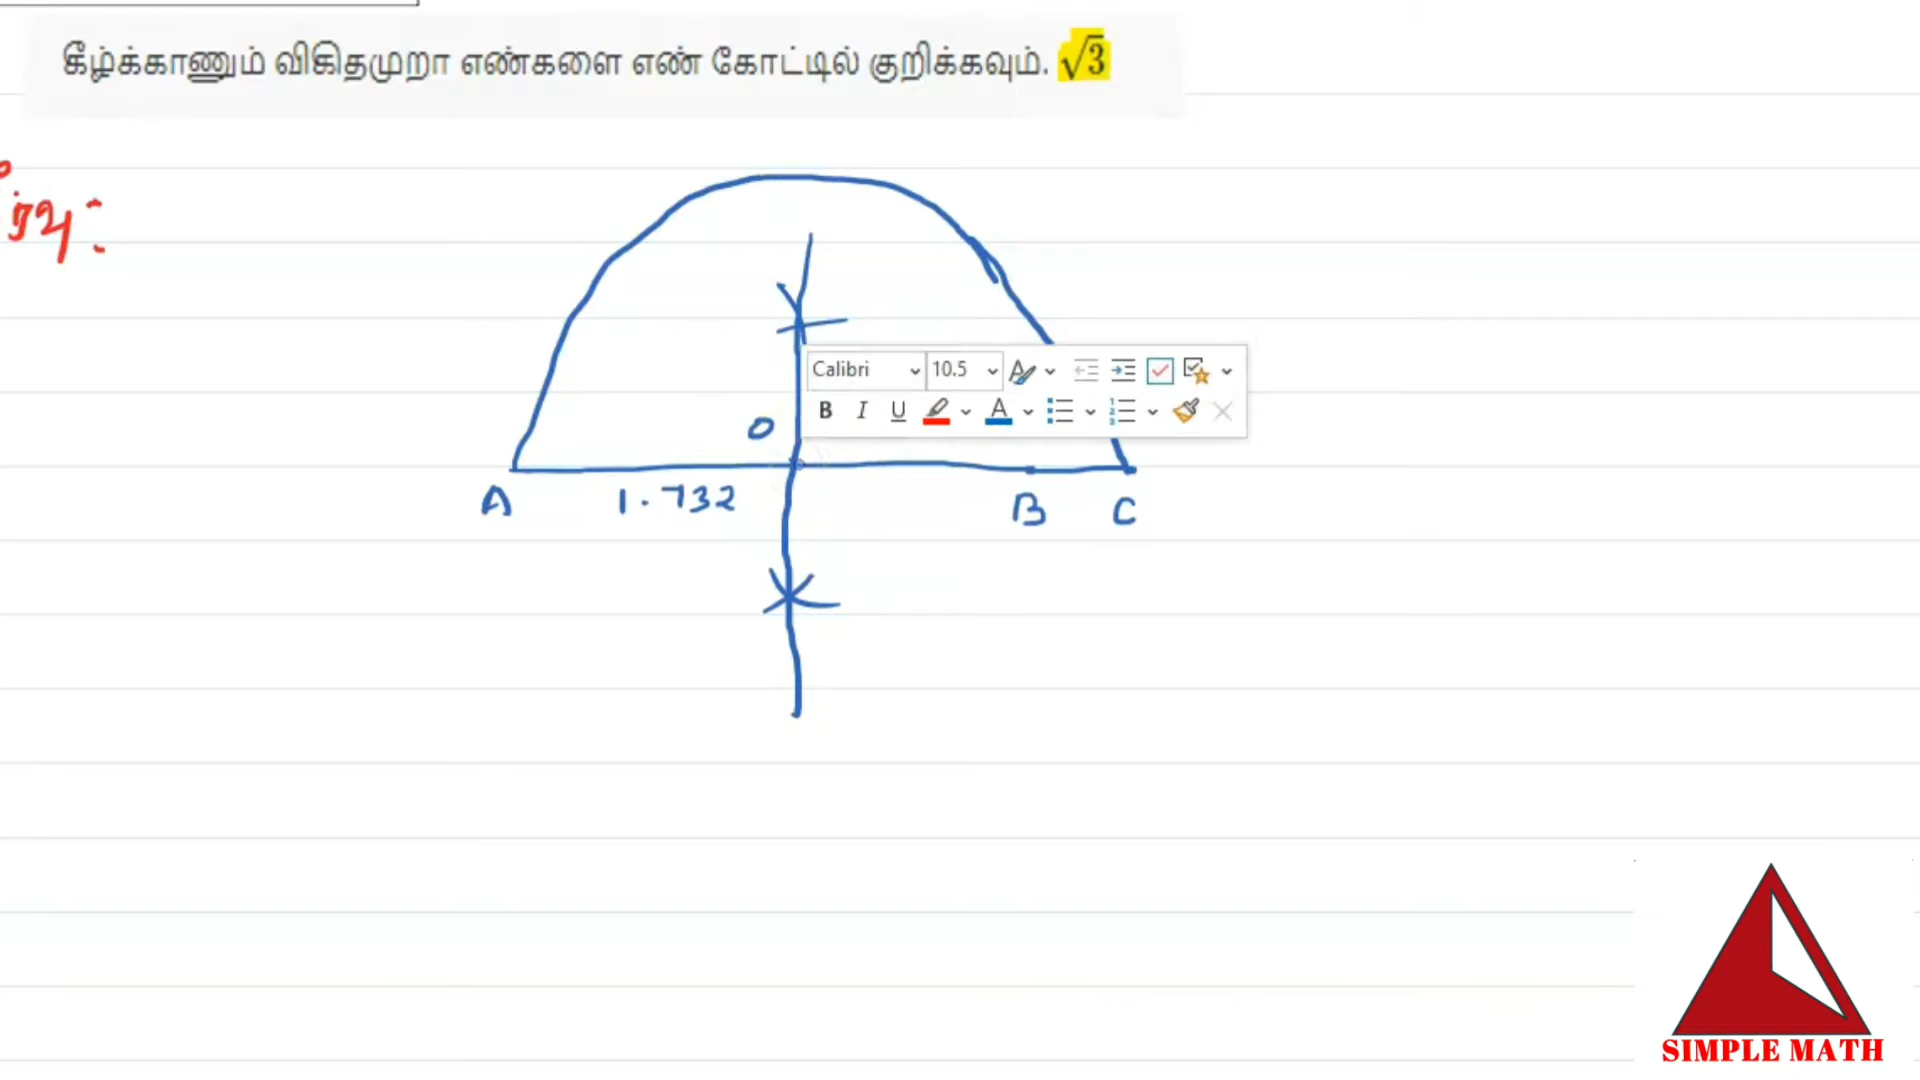 கீழ்க்காணும் விகிதமுறா எண்களை எண் கோட்டில் குறிக்கவும். √3
Calibri 10.5
B I U A
O
A 1.732 B C
SIMPLE MATH